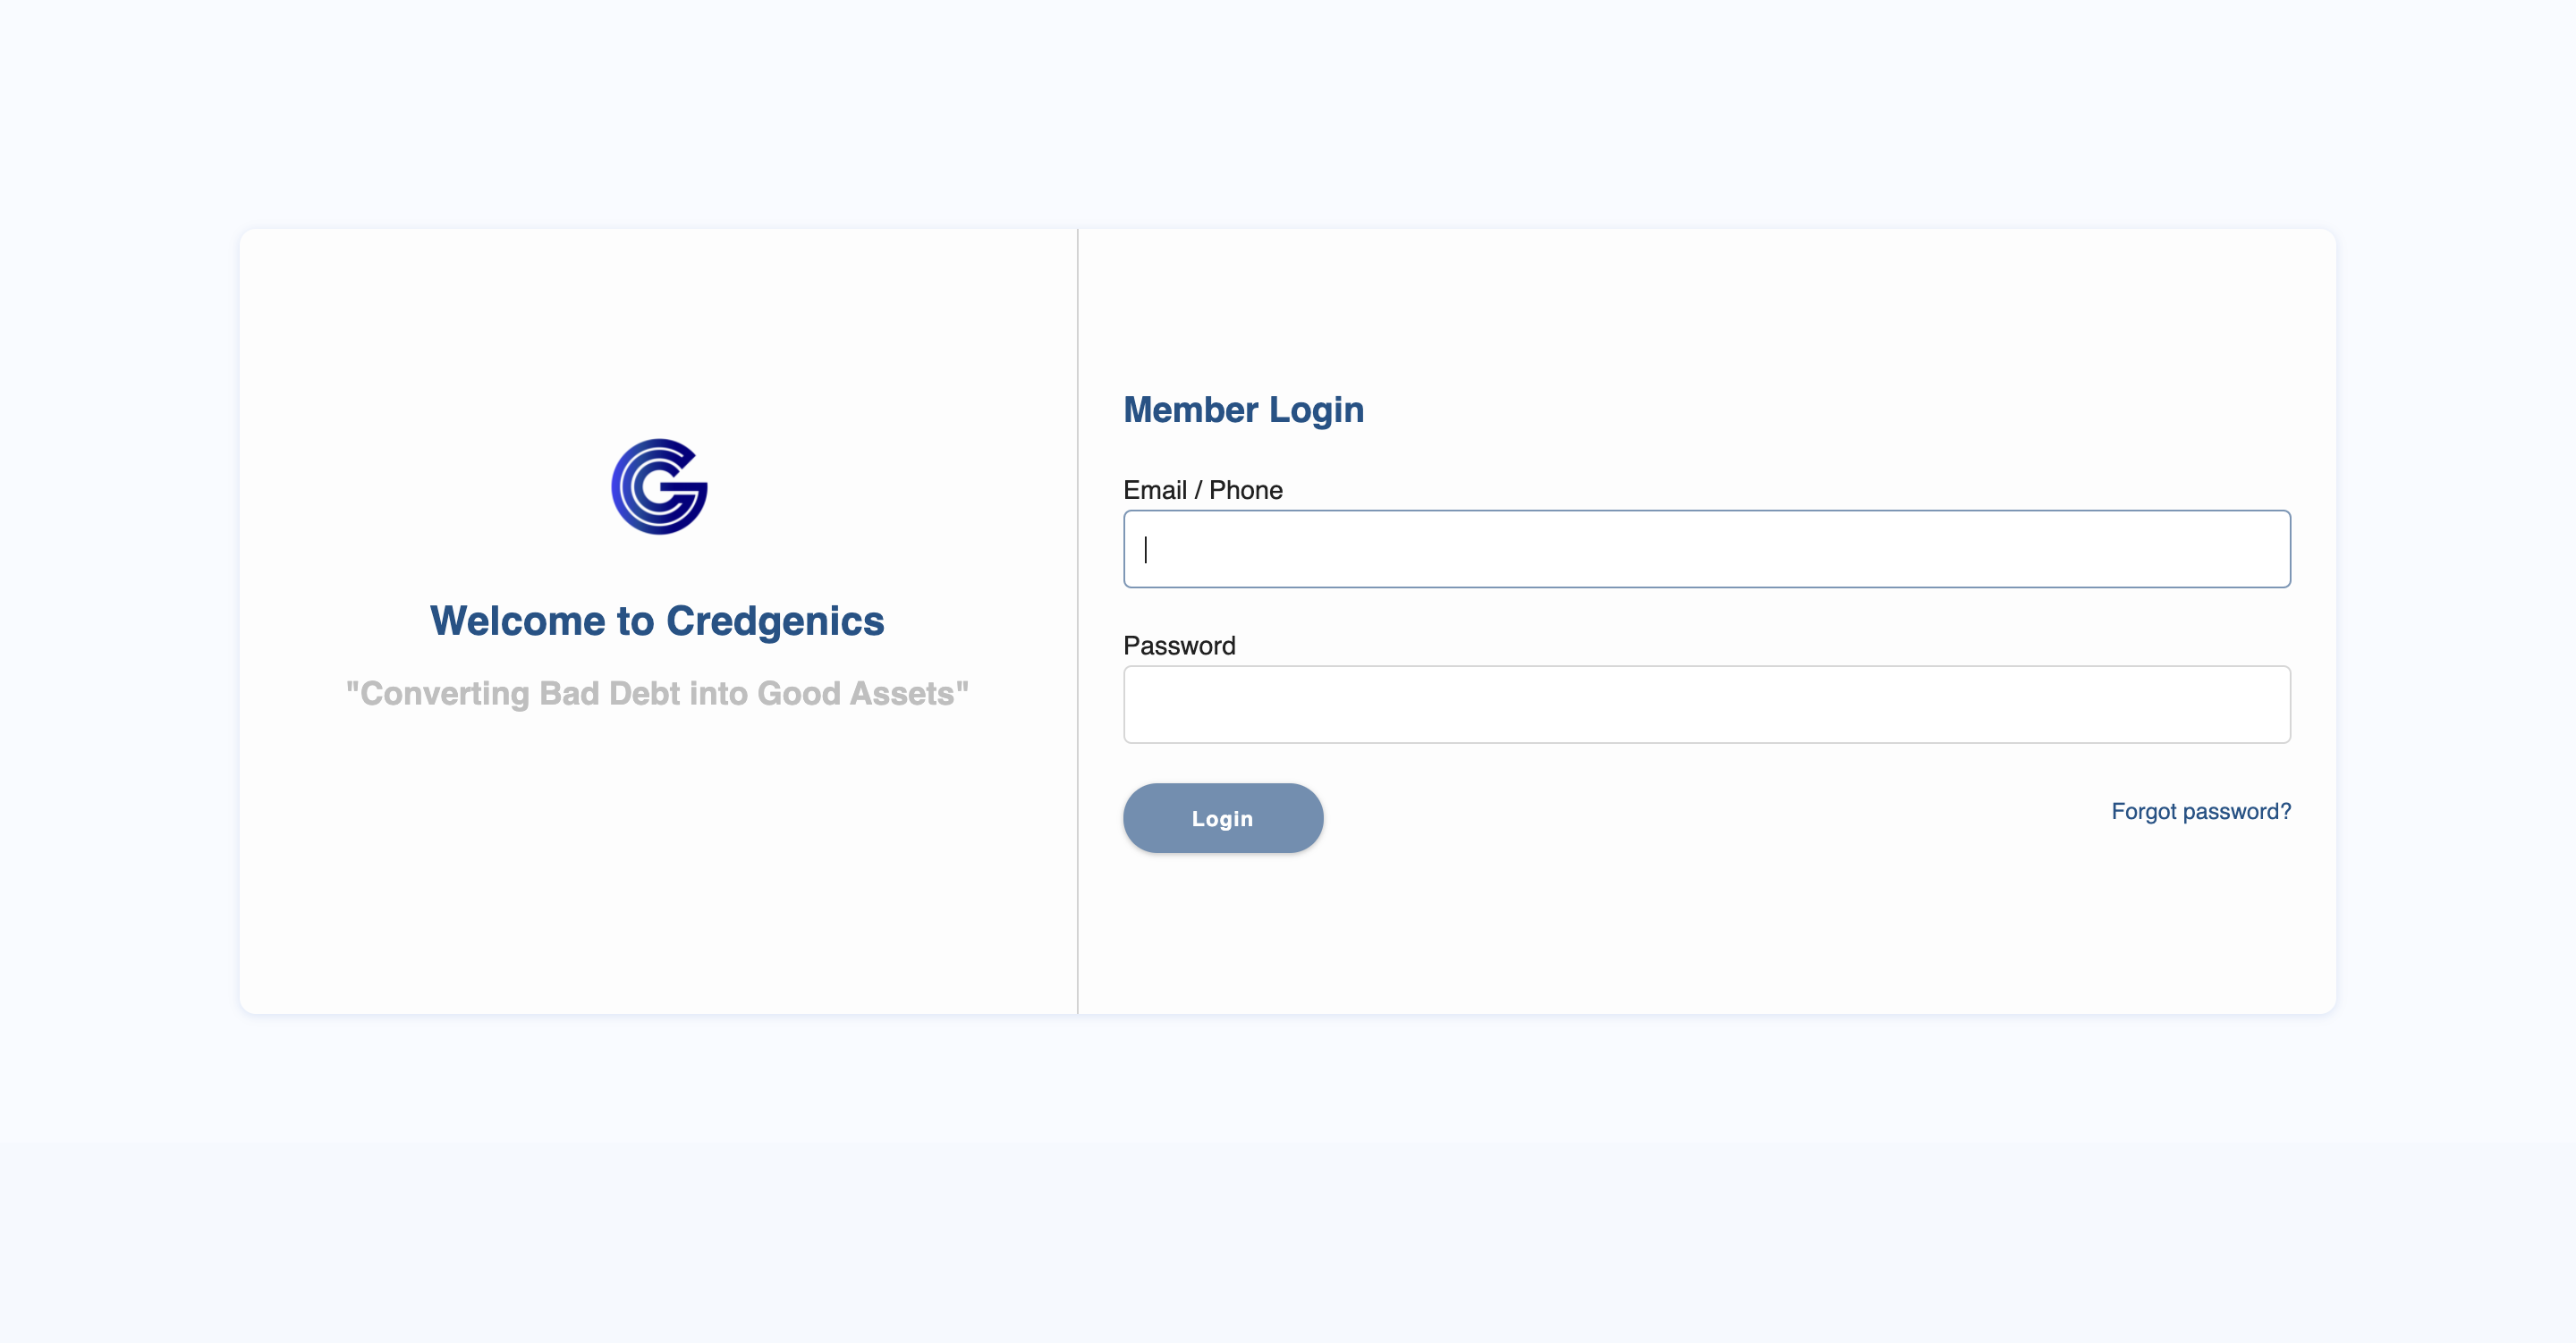 Welcome to Credgenics
"Converting Bad Debt into Good Assets"
Member Login
Email / Phone
Password
Login
Forgot password?